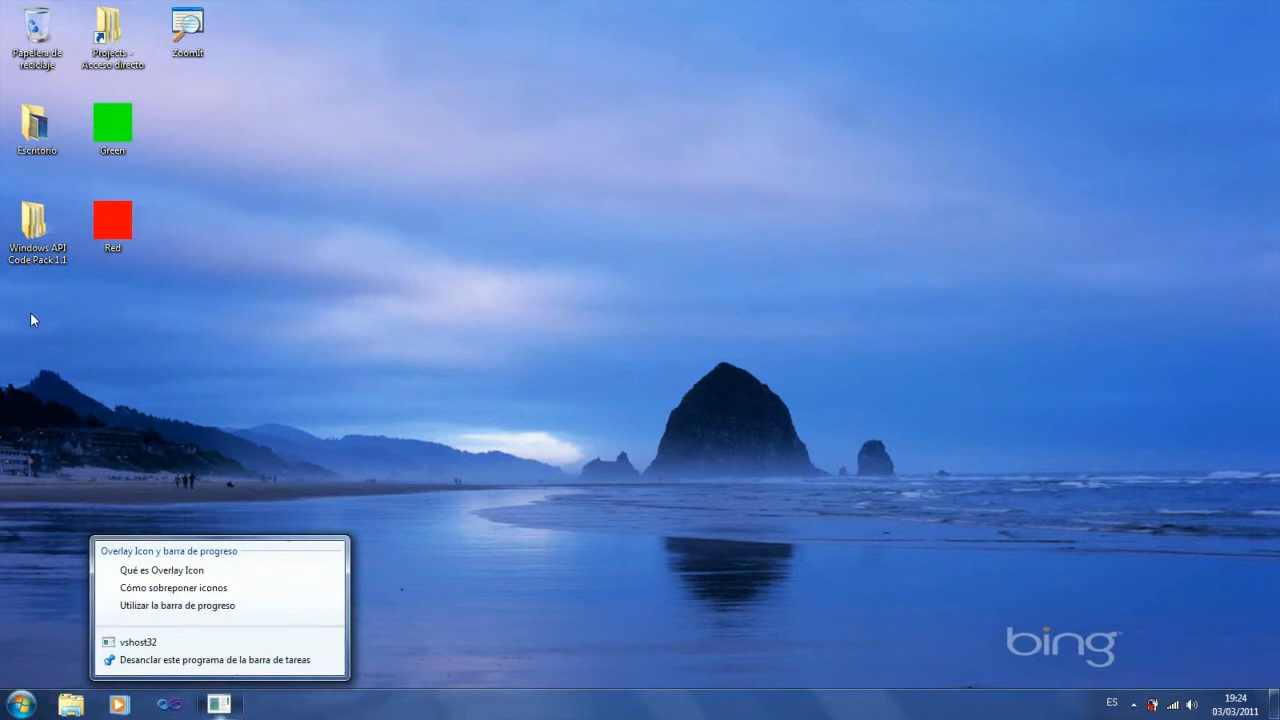 Papelera de
reciclaje
Projects -
Acceso directo
ZoomIt
Escritorio
Green
Windows API
Code Pack 1.1
Red
Overlay Icon y barra de progreso
Qué es Overlay Icon
Cómo sobreponer iconos
Utilizar la barra de progreso
vshost32
Desanclar este programa de la barra de tareas
bing™
ES
19:24
03/03/2011